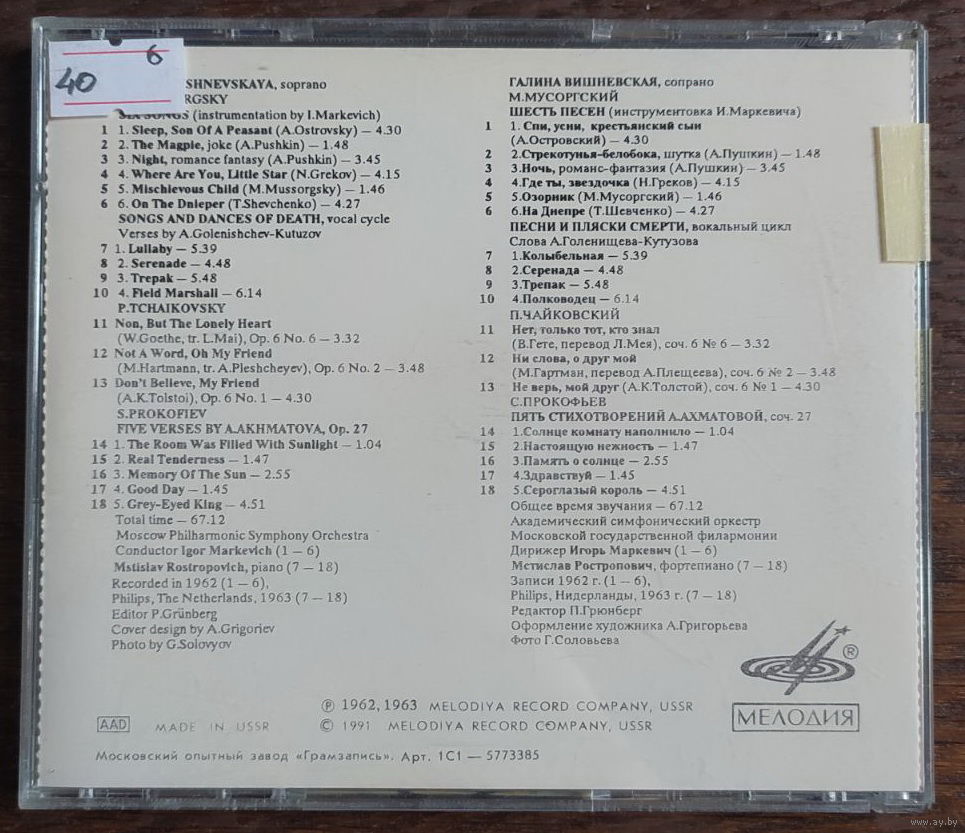 6
40
SHNEVSKAYA, soprano
RGSKY
SIX SONGS (instrumentation by I.Markevich)
1 1. Sleep, Son Of A Peasant (A.Ostrovsky) — 4.30
2 2. The Magpie, joke (A.Pushkin) — 1.48
3 3. Night, romance fantasy (A.Pushkin) — 3.45
4 4. Where Are You, Little Star (N.Grekov) — 4.15
5 5. Mischievous Child (M.Mussorgsky) — 1.46
6 6. On The Dnieper (T.Shevchenko) — 4.27
SONGS AND DANCES OF DEATH, vocal cycle
Verses by A.Golenishchev-Kutuzov
7 1. Lullaby — 5.39
8 2. Serenade — 4.48
9 3. Trepak — 5.48
10 4. Field Marshall — 6.14
P.TCHAIKOVSKY
11 Non, But The Lonely Heart
(W.Goethe, tr. L.Mai), Op. 6 No. 6 — 3.32
12 Not A Word, Oh My Friend
(M.Hartmann, tr. A.Pleshcheyev), Op. 6 No. 2 — 3.48
13 Don't Believe, My Friend
(A.K.Tolstoi), Op. 6 No. 1 — 4.30
S.PROKOFIEV
FIVE VERSES BY A.AKHMATOVA, Op. 27
14 1. The Room Was Filled With Sunlight — 1.04
15 2. Real Tenderness — 1.47
16 3. Memory Of The Sun — 2.55
17 4. Good Day — 1.45
18 5. Grey-Eyed King — 4.51
Total time — 67.12
Moscow Philharmonic Symphony Orchestra
Conductor Igor Markevich (1 — 6)
Mstislav Rostropovich, piano (7 — 18)
Recorded in 1962 (1 — 6),
Philips, The Netherlands, 1963 (7 — 18)
Editor P.Grünberg
Cover design by A.Grigoriev
Photo by G.Solovyov
ГАЛИНА ВИШНЕВСКАЯ, сопрано
М.МУСОРГСКИЙ
ШЕСТЬ ПЕСЕН (инструментовка И.Маркевича)
1 1. Спи, усни, крестьянский сын
(А.Островский) — 4.30
2 2.Стрекотунья-белобока, шутка (А.Пушкин) — 1.48
3 3.Ночь, романс-фантазия (А.Пушкин) — 3.45
4 4.Где ты, звездочка (Н.Греков) — 4.15
5 5.Озорник (М.Мусоргский) — 1.46
6 6.На Днепре (Т.Шевченко) — 4.27
ПЕСНИ И ПЛЯСКИ СМЕРТИ, вокальный цикл
Слова А.Голенищева-Кутузова
7 1.Колыбельная — 5.39
8 2.Серенада — 4.48
9 3.Трепак — 5.48
10 4.Полководец — 6.14
П.ЧАЙКОВСКИЙ
11 Нет, только тот, кто знал
(В.Гете, перевод Л.Мея), соч. 6 № 6 — 3.32
12 Ни слова, о друг мой
(М.Гартман, перевод А.Плещеева), соч. 6 № 2 — 3.48
13 Не верь, мой друг (А.К.Толстой), соч. 6 № 1 — 4.30
С.ПРОКОФЬЕВ
ПЯТЬ СТИХОТВОРЕНИЙ А.АХМАТОВОЙ, соч. 27
14 1.Солнце комнату наполнило — 1.04
15 2.Настоящую нежность — 1.47
16 3.Память о солнце — 2.55
17 4.Здравствуй — 1.45
18 5.Сероглазый король — 4.51
Общее время звучания — 67.12
Академический симфонический оркестр
Московской государственной филармонии
Дирижер Игорь Маркевич (1 — 6)
Мстислав Ростропович, фортепиано (7 — 18)
Записи 1962 г. (1 — 6),
Philips, Нидерланды, 1963 г. (7 — 18)
Редактор П.Грюнберг
Оформление художника А.Григорьева
Фото Г.Соловьева
®
МЕЛОДИЯ
℗ 1962, 1963 MELODIYA RECORD COMPANY, USSR
AAD MADE IN USSR © 1991 MELODIYA RECORD COMPANY, USSR
Московский опытный завод «Грамзапись». Арт. 1С1 — 5773385
www.ay.by